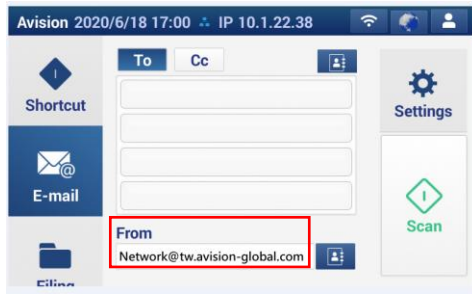 Avision 2020/6/18 17:00 IP 10.1.22.38
To Cc
Shortcut
Settings
E-mail
Scan
From
Network@tw.avision-global.com
Filing